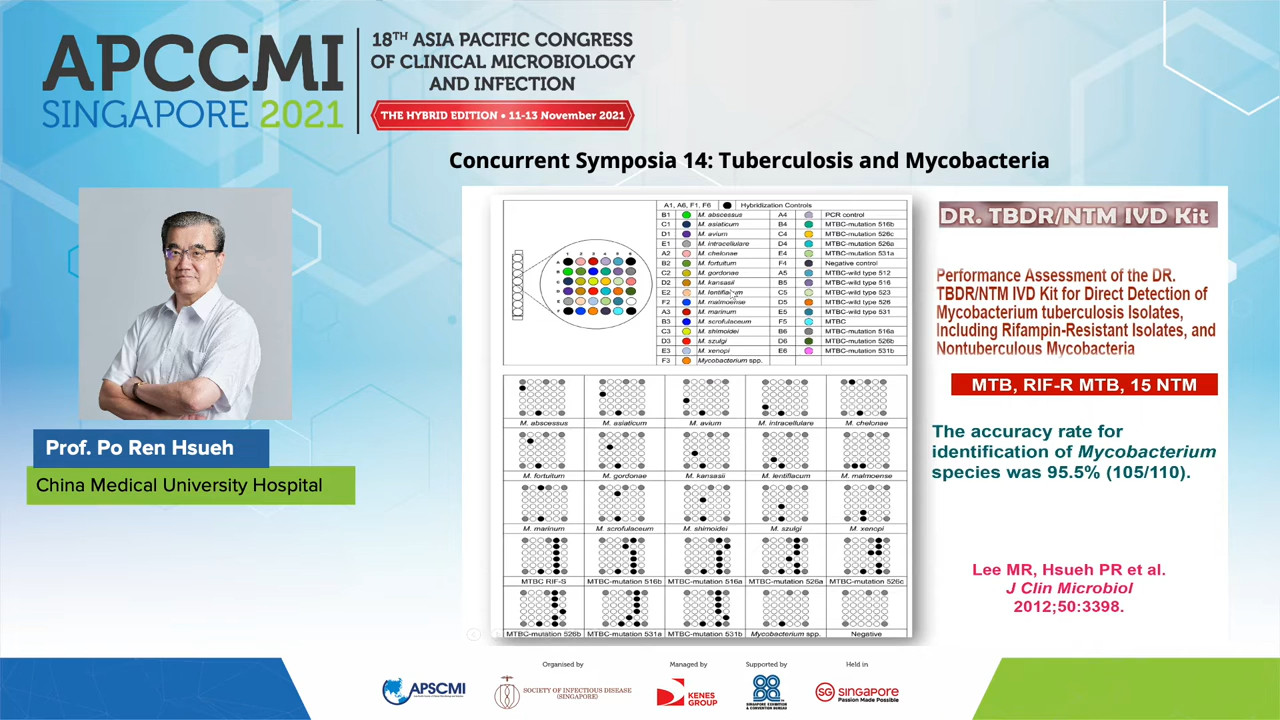 APCCMI
SINGAPORE 2021
18TH ASIA PACIFIC CONGRESS
OF CLINICAL MICROBIOLOGY
AND INFECTION
THE HYBRID EDITION • 11-13 November 2021
Concurrent Symposia 14: Tuberculosis and Mycobacteria
Prof. Po Ren Hsueh
China Medical University Hospital
A1, A6, F1, F6 Hybridization Controls
B1 M. abscessus A4 PCR control
C1 M. asiaticum B4 MTBC-mutation 516b
D1 M. avium C4 MTBC-mutation 526c
E1 M. intracellulare D4 MTBC-mutation 526a
A2 M. chelonae E4 MTBC-mutation 531a
B2 M. fortuitum F4 Negative control
C2 M. gordonae A5 MTBC-wild type 512
D2 M. kansasii B5 MTBC-wild type 516
E2 M. lentiflacum C5 MTBC-wild type 523
F2 M. malmoense D5 MTBC-wild type 526
A3 M. marinum E5 MTBC-wild type 531
B3 M. scrofulaceum F5 MTBC
C3 M. shimoidei B6 MTBC-mutation 516a
D3 M. szulgi D6 MTBC-mutation 526b
E3 M. xenopi E6 MTBC-mutation 531b
F3 Mycobacterium spp.
M. abscessus M. asiaticum M. avium M. intracellulare M. chelonae
M. fortuitum M. gordonae M. kansasii M. lentiflacum M. malmoense
M. marinum M. scrofulaceum M. shimoidei M. szulgi M. xenopi
MTBC RIF-S MTBC-mutation 516b MTBC-mutation 516a MTBC-mutation 526a MTBC-mutation 526c
MTBC-mutation 526b MTBC-mutation 531a MTBC-mutation 531b Mycobacterium spp. Negative
DR. TBDR/NTM IVD Kit
Performance Assessment of the DR.
TBDR/NTM IVD Kit for Direct Detection of
Mycobacterium tuberculosis Isolates,
Including Rifampin-Resistant Isolates, and
Nontuberculous Mycobacteria
MTB, RIF-R MTB, 15 NTM
The accuracy rate for
identification of Mycobacterium
species was 95.5% (105/110).
Lee MR, Hsueh PR et al.
J Clin Microbiol
2012;50:3398.
Organised by
APSCMI
SOCIETY OF INFECTIOUS DISEASE
(SINGAPORE)
Managed by
KENES
GROUP
Supported by
SINGAPORE EXHIBITION
& CONVENTION BUREAU
Held in
SG SINGAPORE
Passion Made Possible